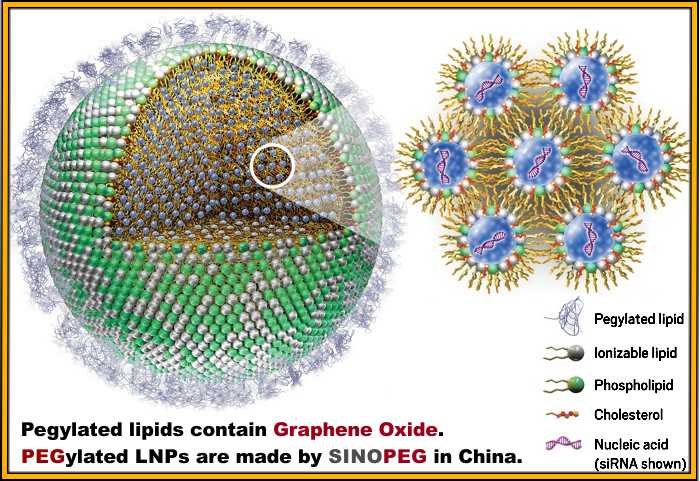 Pegylated lipid
Ionizable lipid
Phospholipid
Cholesterol
Nucleic acid
(siRNA shown)
Pegylated lipids contain Graphene Oxide.
PEGylated LNPs are made by SINOPEG in China.